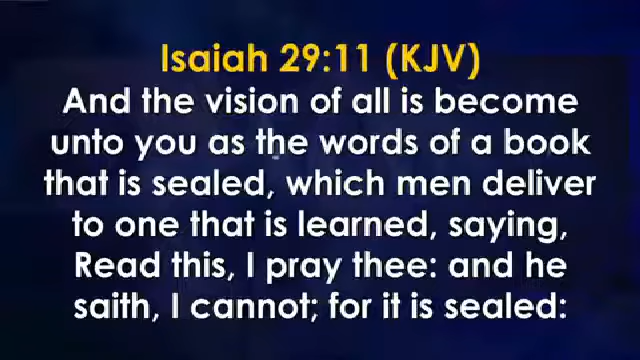 Isaiah 29:11 (KJV)
And the vision of all is become
unto you as the words of a book
that is sealed, which men deliver
to one that is learned, saying,
Read this, I pray thee: and he
saith, I cannot; for it is sealed: